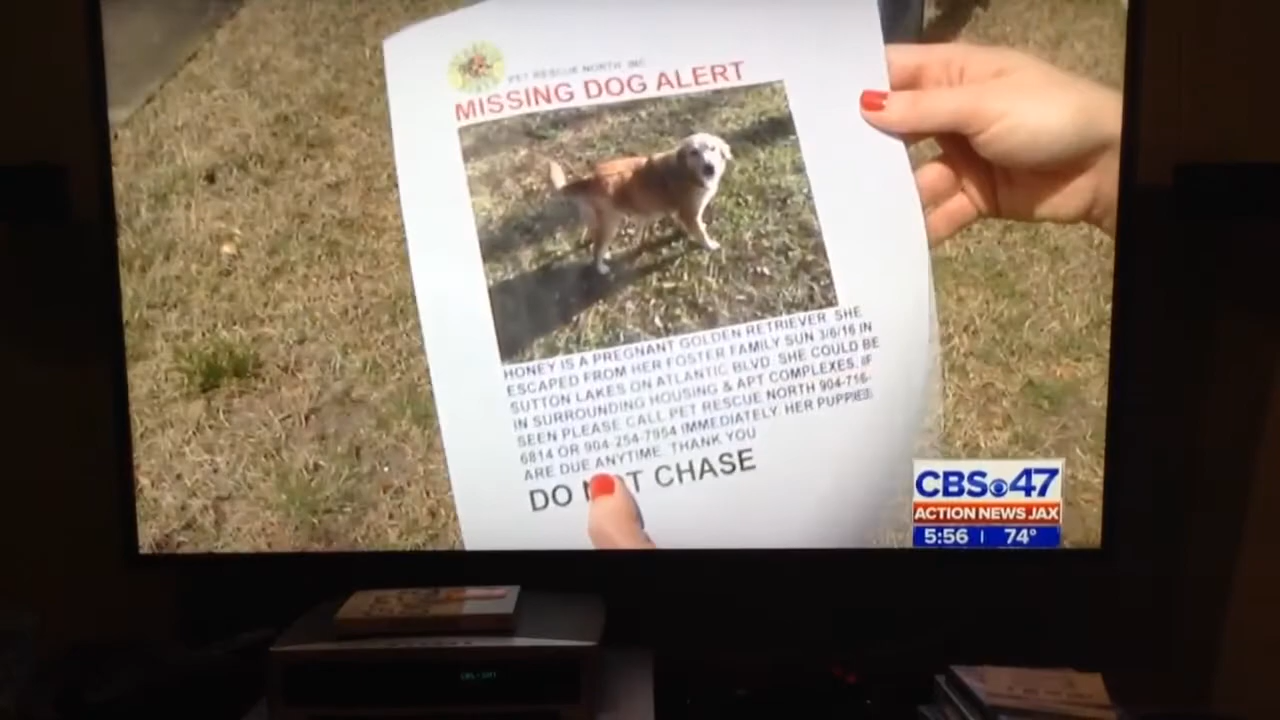 PET RESCUE NORTH, INC
MISSING DOG ALERT
HONEY IS A PREGNANT GOLDEN RETRIEVER. SHE
ESCAPED FROM HER FOSTER FAMILY SUN 3/6/16 IN
SUTTON LAKES ON ATLANTIC BLVD. SHE COULD BE
IN SURROUNDING HOUSING & APT COMPLEXES. IF
SEEN PLEASE CALL PET RESCUE NORTH 904-716-
6814 OR 904-254-7954 IMMEDIATELY. HER PUPPIES
ARE DUE ANYTIME. THANK YOU
DO NOT CHASE
CBS 47
ACTION NEWS JAX
5:56 | 74°